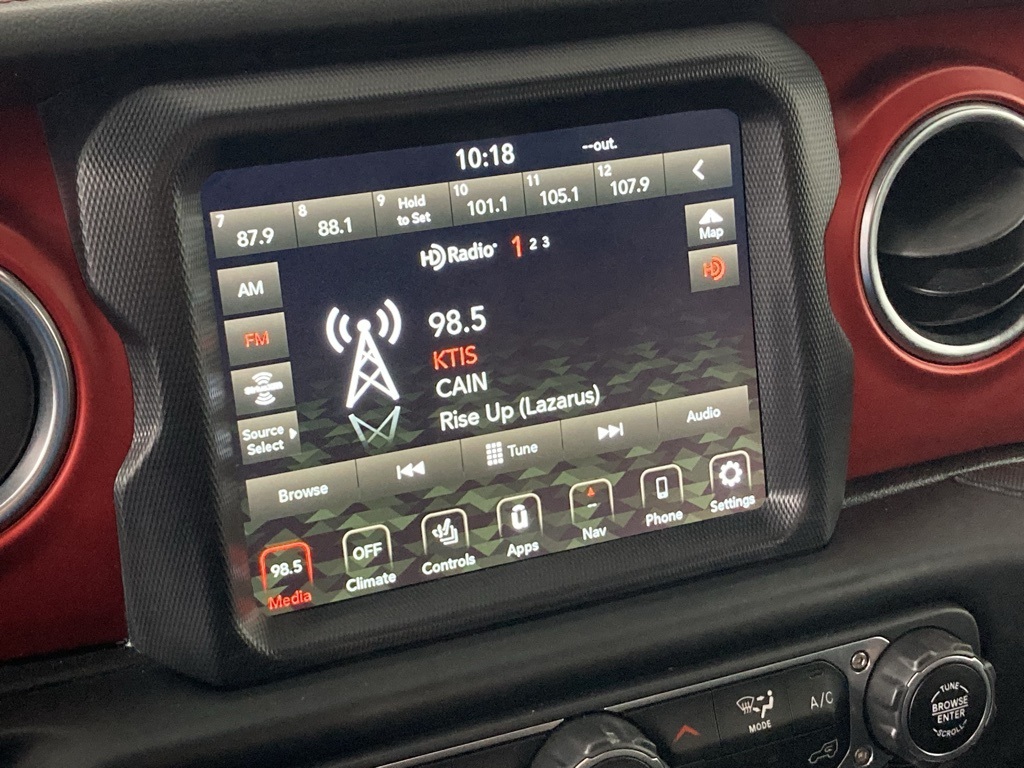 10:18
--out.
7 87.9
8 88.1
9 Hold
to Set
10 101.1
11 105.1
12 107.9
Map
HD Radio 1 2 3
HD
AM
FM
Source
Select
98.5
KTIS
CAIN
Rise Up (Lazarus)
Browse
Tune
Audio
98.5
Media
OFF
Climate
Controls
Apps
Nav
Phone
Settings
MODE
A/C
TUNE
BROWSE
ENTER
SCROLL